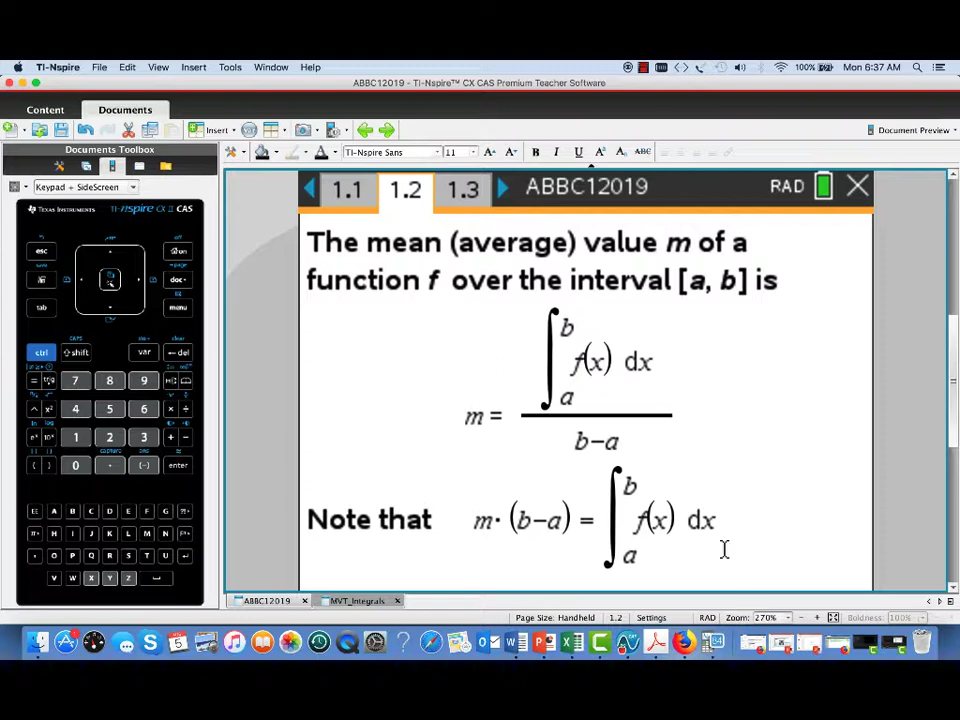 TI-Nspire File Edit View Insert Tools Window Help 100% Mon 6:37 AM
ABBC12019 - TI-Nspire™ CX CAS Premium Teacher Software
Content Documents
Insert Document Preview
Documents Toolbox
TI-Nspire Sans 11 B I U
Keypad + SideScreen
TEXAS INSTRUMENTS TI-nspire CX II CAS
esc on
doc
tab menu
ctrl shift var del
7 8 9
4 5 6
1 2 3
0 (−) enter
A B C D E F G
H I J K L M N
O P Q R S T U
V W X Y Z
1.1 1.2 1.3 ABBC12019 RAD
The mean (average) value m of a
function f over the interval [a, b] is
m = ∫ₐᵇ f(x) dx / (b−a)
Note that m·(b−a) = ∫ₐᵇ f(x) dx
ABBC12019 MVT_Integrals
Page Size: Handheld 1.2 Settings RAD Zoom: 270% Boldness: 100%